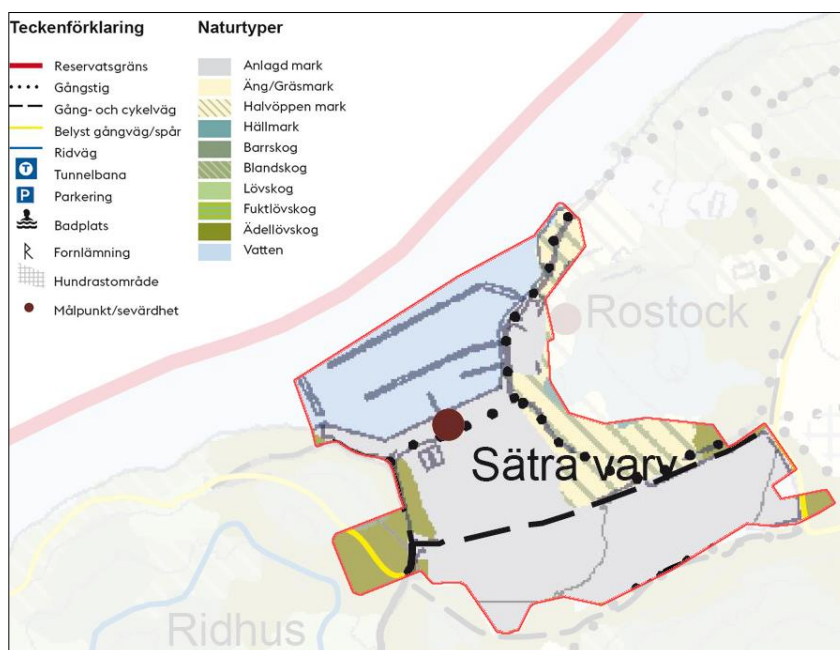 Teckenförklaring
Reservatsgräns
Gångstig
Gång- och cykelväg
Belyst gångväg/spår
Ridväg
T Tunnelbana
P Parkering
Badplats
Fornlämning
Hundrastområde
Målpunkt/sevärdhet
Naturtyper
Anlagd mark
Äng/Gräsmark
Halvöppen mark
Hällmark
Barrskog
Blandskog
Lövskog
Fuktlövskog
Ädellövskog
Vatten
Rostock
Sätra varv
Ridhus